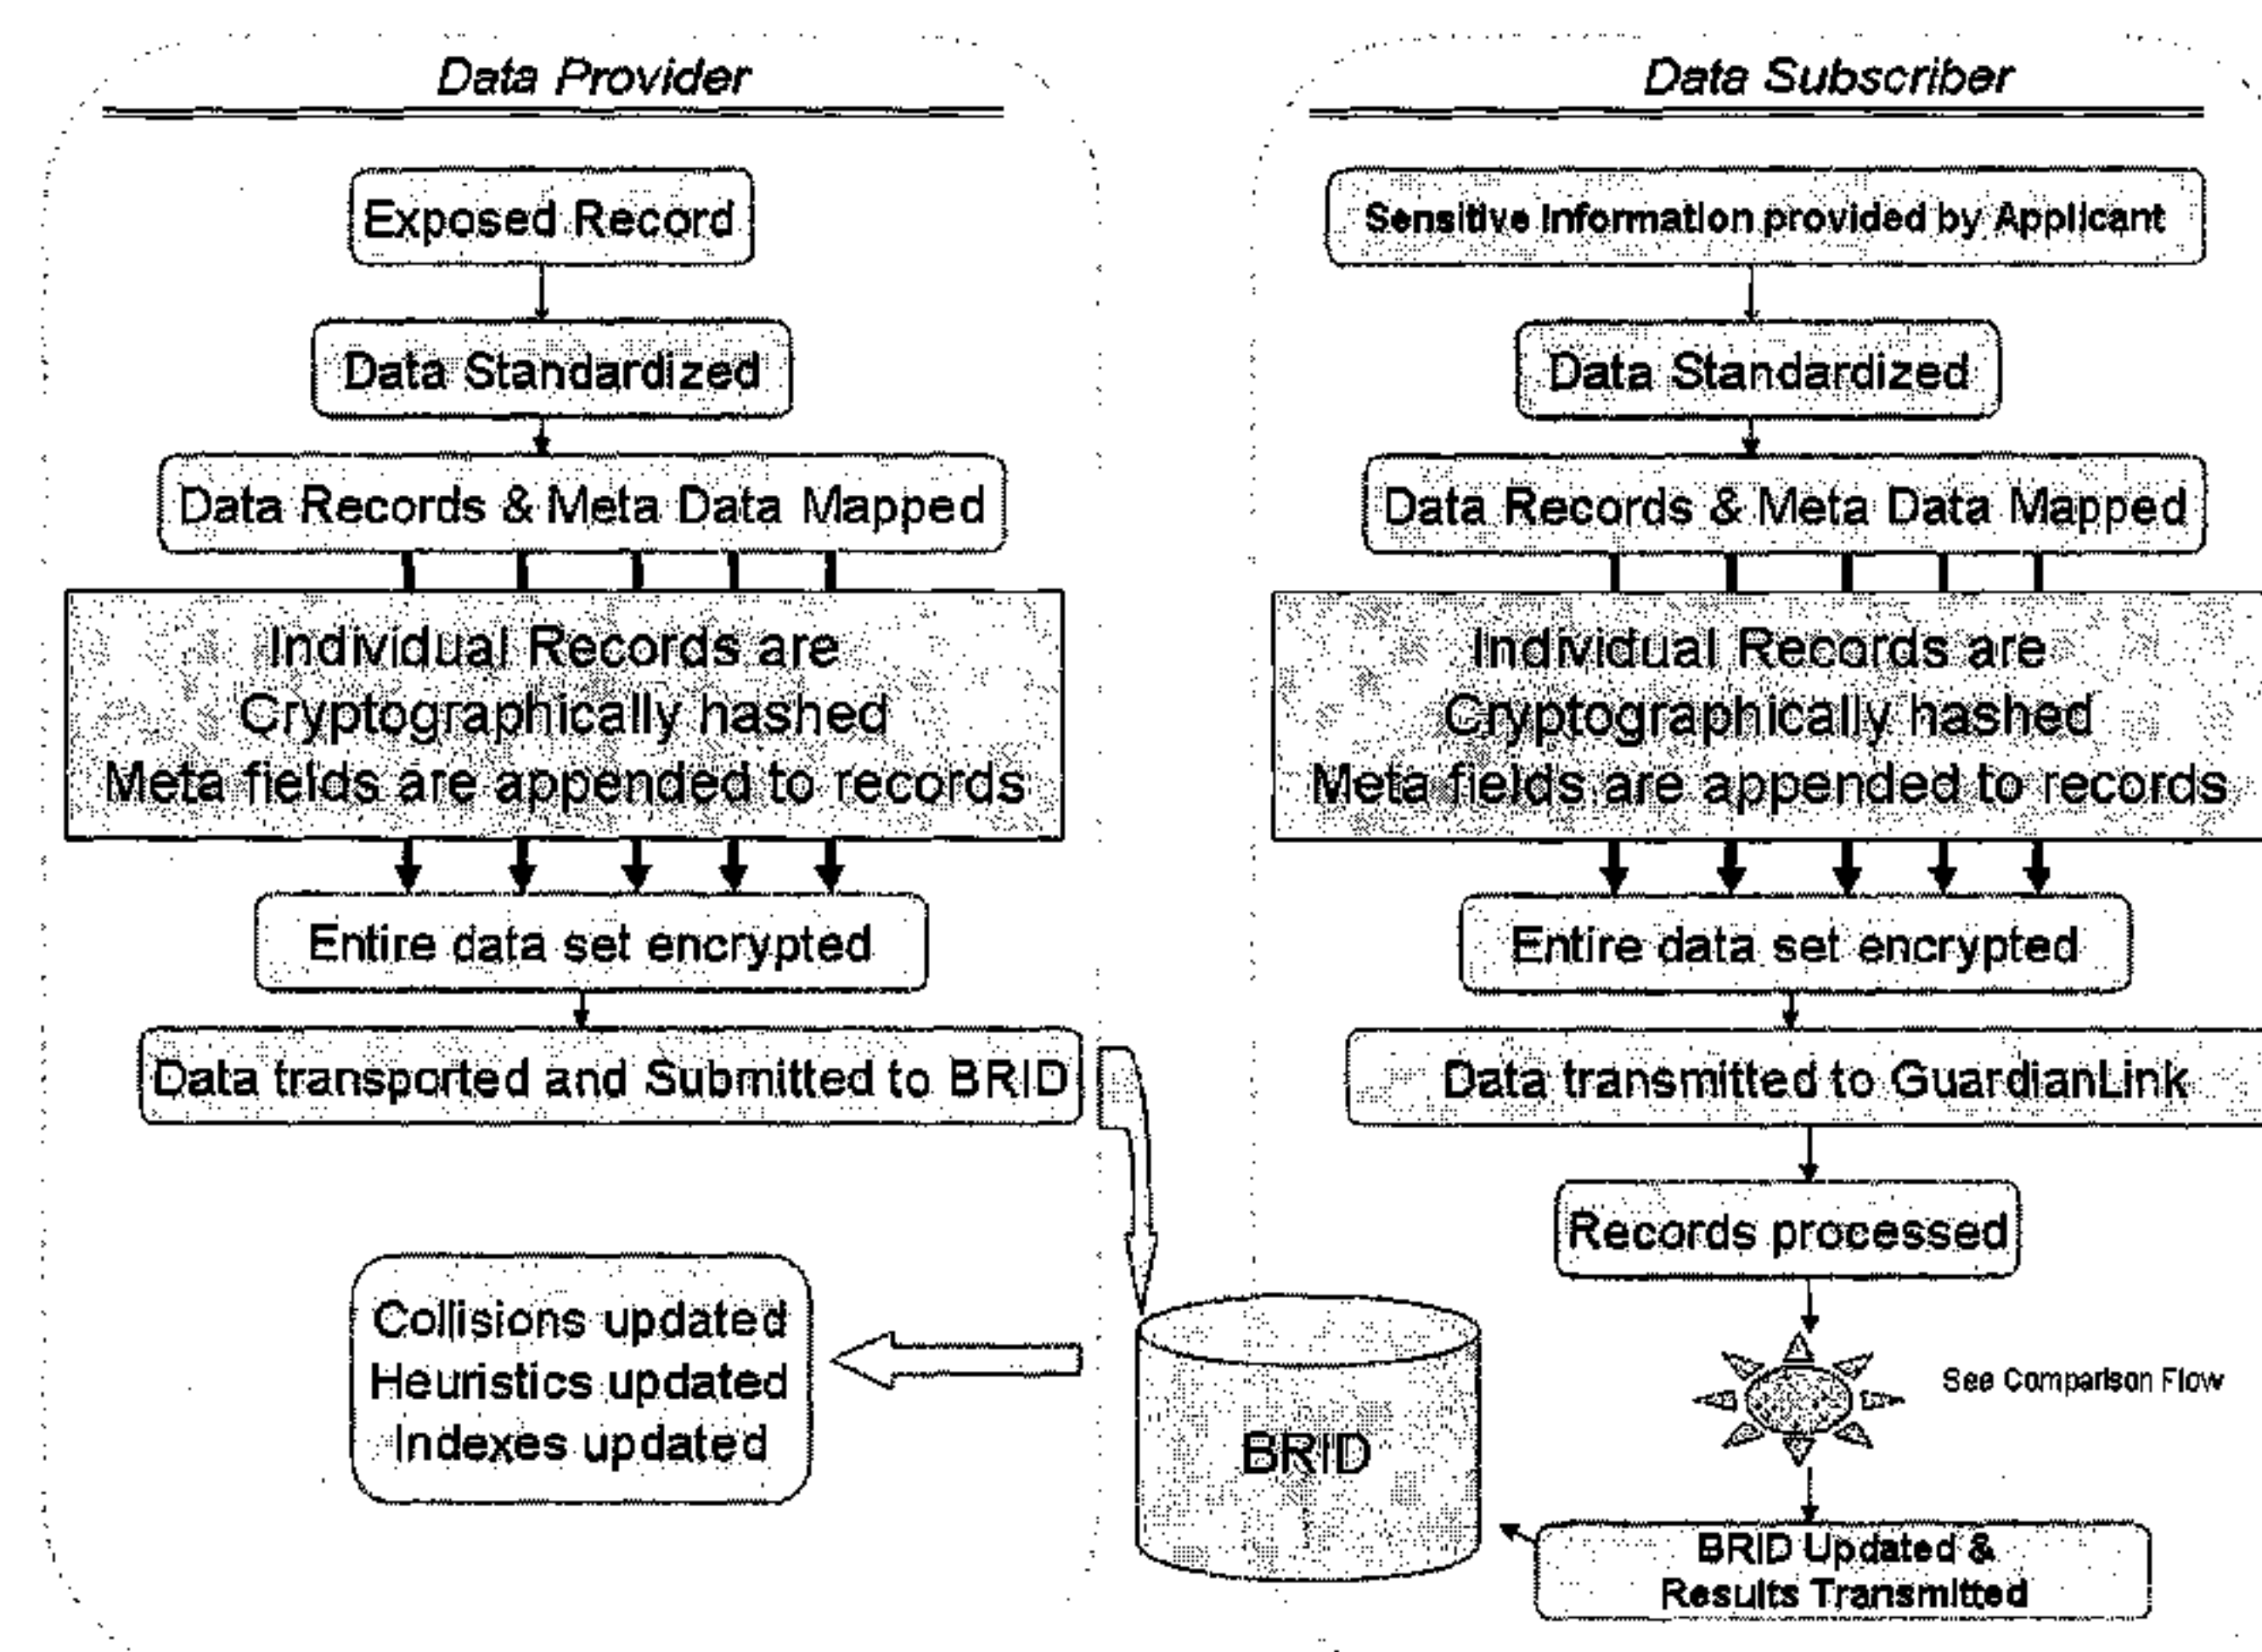 Data Provider
Exposed Record
Data Standardized
Data Records & Meta Data Mapped
Individual Records are
Cryptographically hashed
Meta fields are appended to records
Entire data set encrypted
Data transported and Submitted to BRID
Collisions updated
Heuristics updated
Indexes updated
BRID
Data Subscriber
Sensitive Information provided by Applicant
Data Standardized
Data Records & Meta Data Mapped
Individual Records are
Cryptographically hashed
Meta fields are appended to records
Entire data set encrypted
Data transmitted to GuardianLink
Records processed
See Comparison Flow
BRID Updated &
Results Transmitted